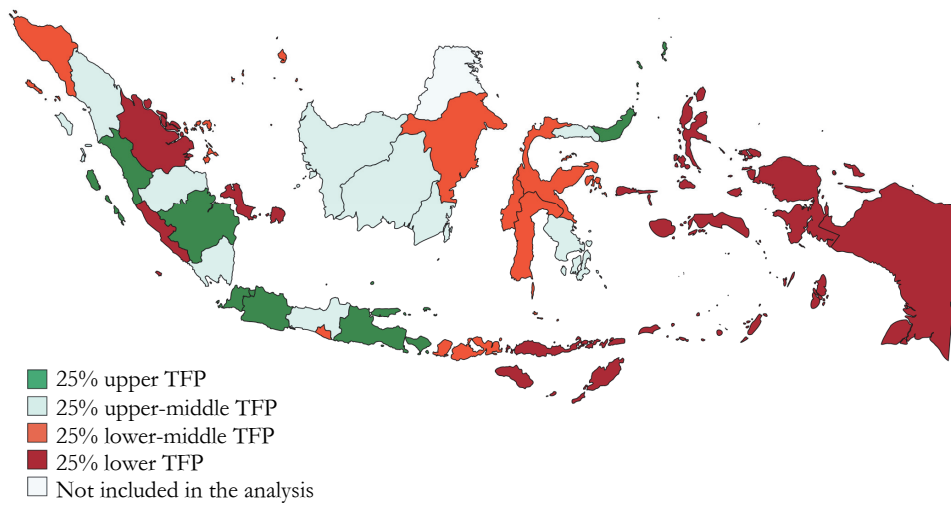 25% upper TFP
25% upper-middle TFP
25% lower-middle TFP
25% lower TFP
Not included in the analysis